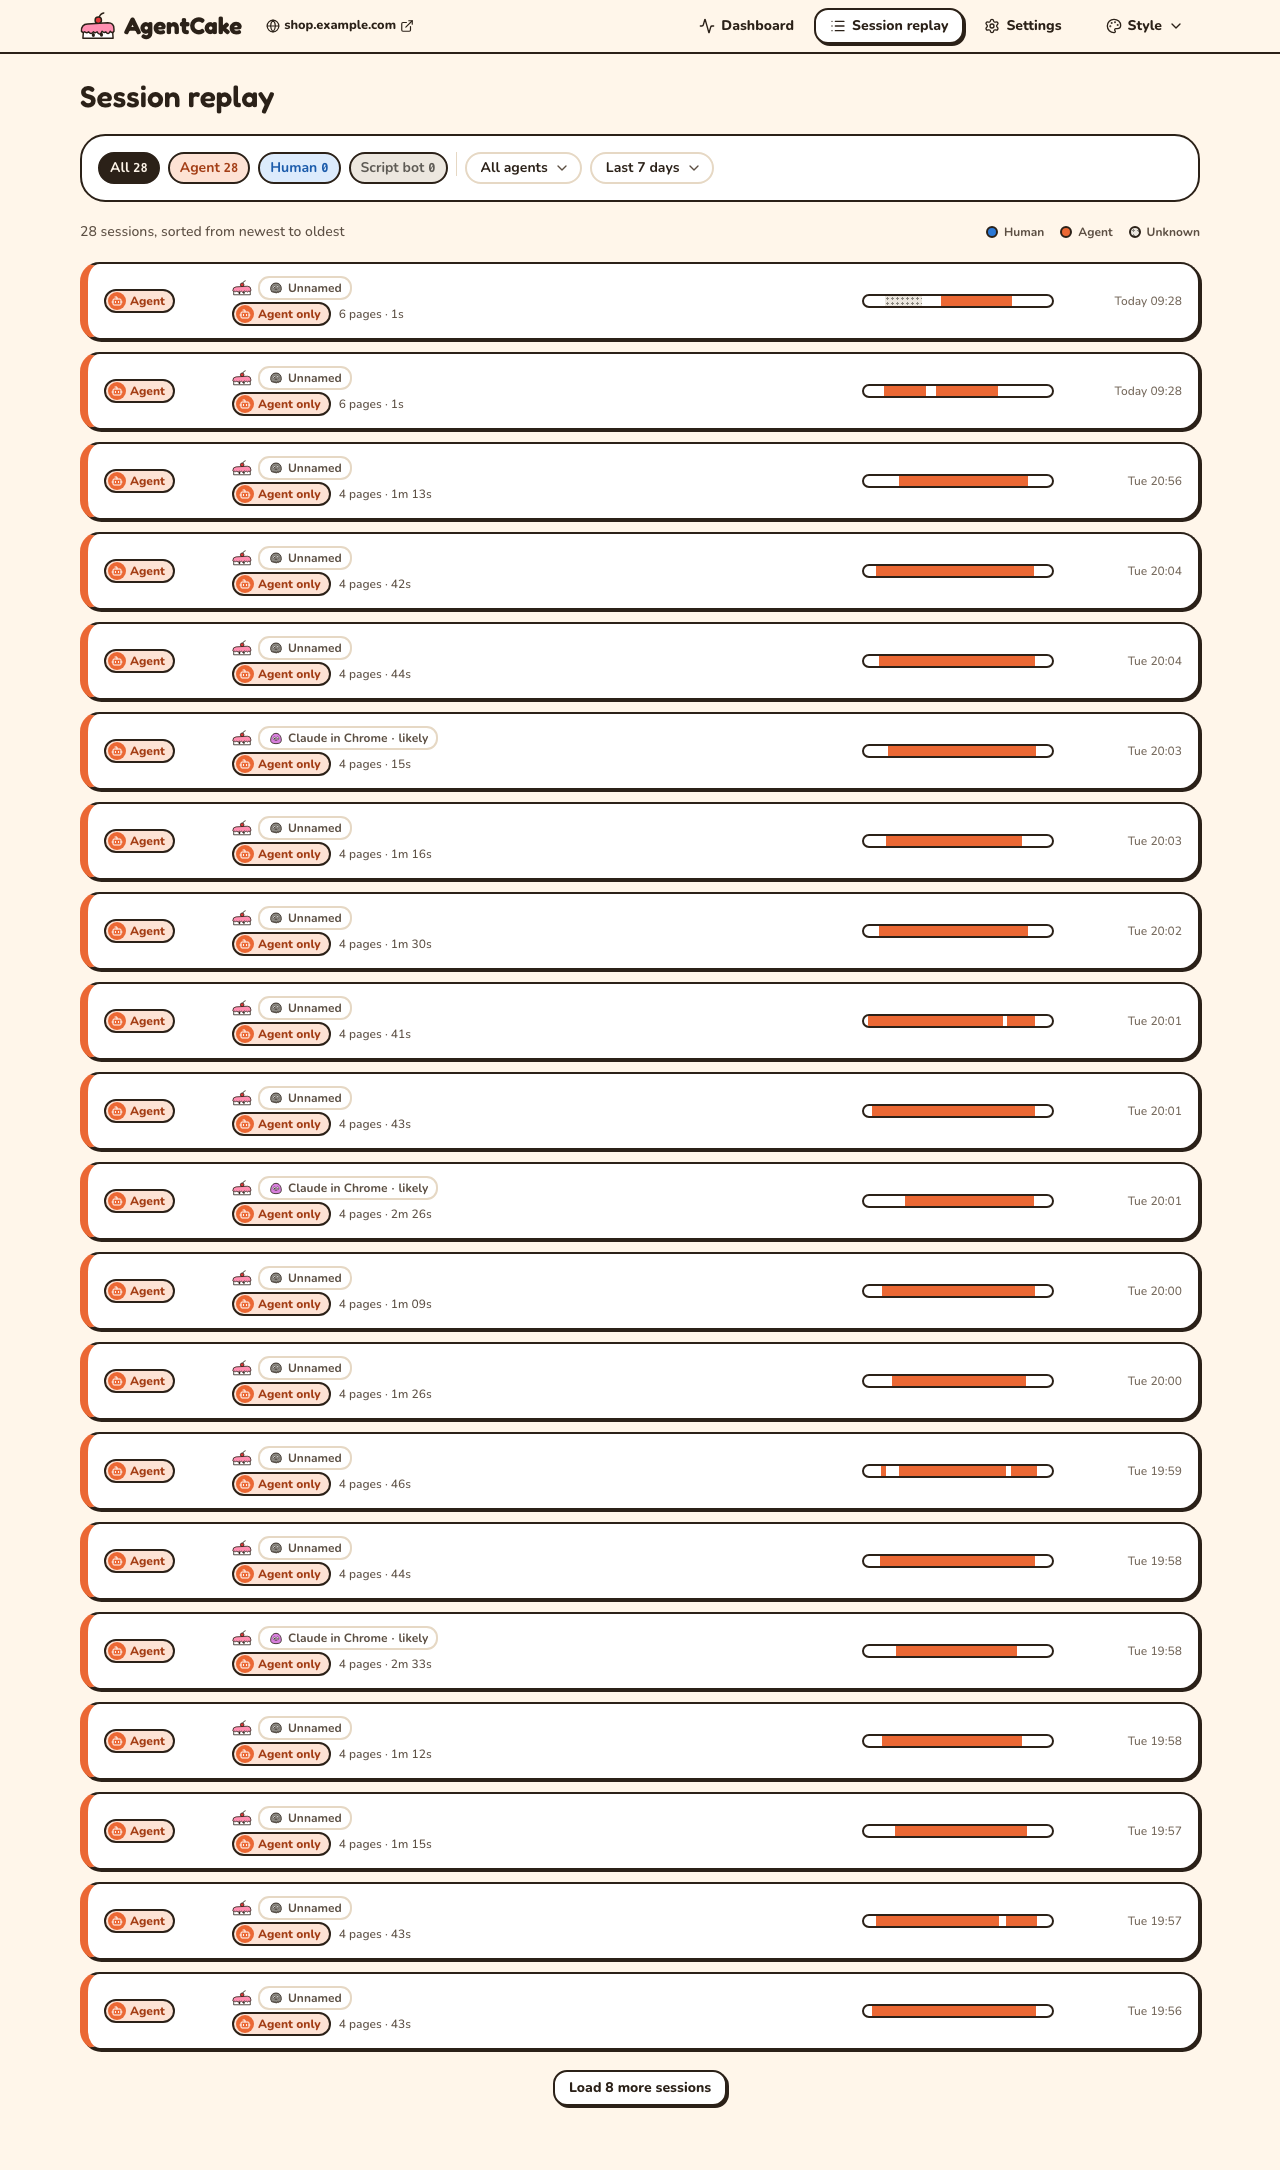 AgentCake shop.example.com Dashboard Session replay Settings Style
Session replay
All 28 Agent 28 Human 0 Script bot 0 All agents Last 7 days
28 sessions, sorted from newest to oldest Human Agent Unknown
Unnamed
Agent Agent only 6 pages · 1s Today 09:28
Unnamed
Agent Agent only 6 pages · 1s Today 09:28
Unnamed
Agent Agent only 4 pages · 1m 13s Tue 20:56
Unnamed
Agent Agent only 4 pages · 42s Tue 20:04
Unnamed
Agent Agent only 4 pages · 44s Tue 20:04
Claude in Chrome · likely
Agent Agent only 4 pages · 15s Tue 20:03
Unnamed
Agent Agent only 4 pages · 1m 16s Tue 20:03
Unnamed
Agent Agent only 4 pages · 1m 30s Tue 20:02
Unnamed
Agent Agent only 4 pages · 41s Tue 20:01
Unnamed
Agent Agent only 4 pages · 43s Tue 20:01
Claude in Chrome · likely
Agent Agent only 4 pages · 2m 26s Tue 20:01
Unnamed
Agent Agent only 4 pages · 1m 09s Tue 20:00
Unnamed
Agent Agent only 4 pages · 1m 26s Tue 20:00
Unnamed
Agent Agent only 4 pages · 46s Tue 19:59
Unnamed
Agent Agent only 4 pages · 44s Tue 19:58
Claude in Chrome · likely
Agent Agent only 4 pages · 2m 33s Tue 19:58
Unnamed
Agent Agent only 4 pages · 1m 12s Tue 19:58
Unnamed
Agent Agent only 4 pages · 1m 15s Tue 19:57
Unnamed
Agent Agent only 4 pages · 43s Tue 19:57
Unnamed
Agent Agent only 4 pages · 43s Tue 19:56
Load 8 more sessions